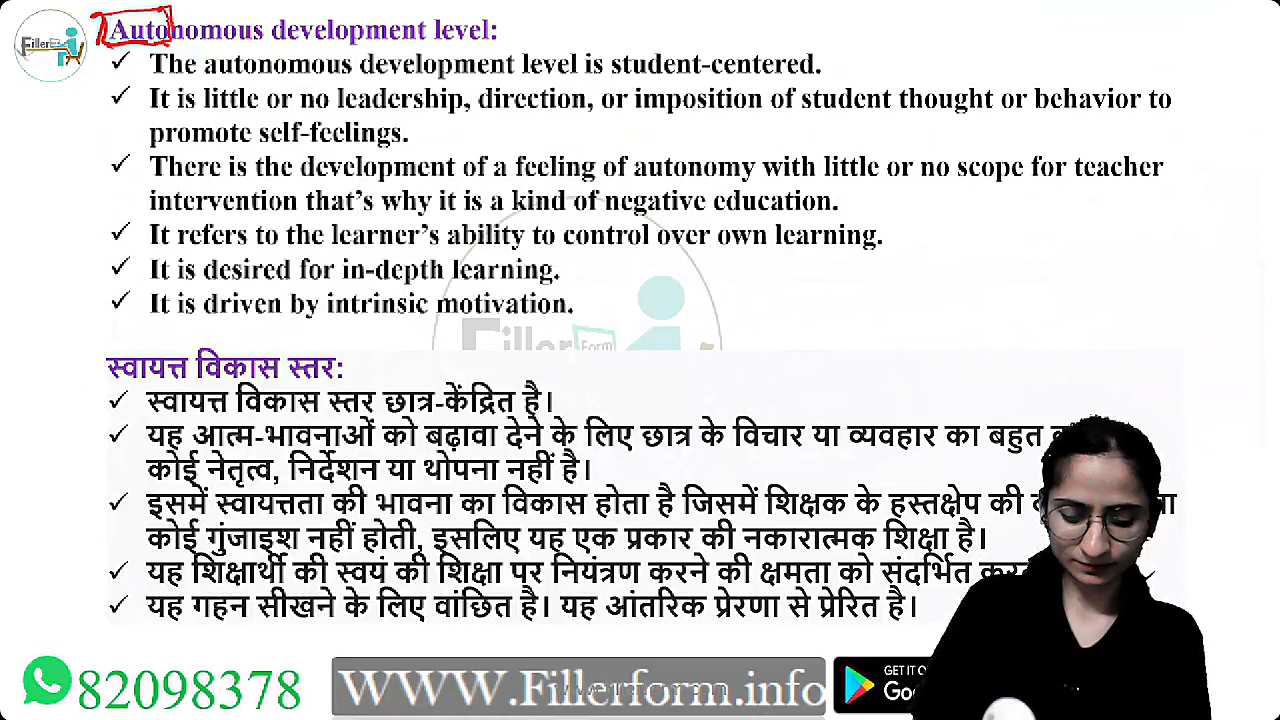 Filler Form
Autonomous development level:
✓ The autonomous development level is student-centered.
✓ It is little or no leadership, direction, or imposition of student thought or behavior to
promote self-feelings.
✓ There is the development of a feeling of autonomy with little or no scope for teacher
intervention that's why it is a kind of negative education.
✓ It refers to the learner's ability to control over own learning.
✓ It is desired for in-depth learning.
✓ It is driven by intrinsic motivation.
Filler Form
स्वायत्त विकास स्तर:
✓ स्वायत्त विकास स्तर छात्र-केंद्रित है।
✓ यह आत्म-भावनाओं को बढ़ावा देने के लिए छात्र के विचार या व्यवहार का बहुत
कोई नेतृत्व, निर्देशन या थोपना नहीं है।
✓ इसमें स्वायत्तता की भावना का विकास होता है जिसमें शिक्षक के हस्तक्षेप की
कोई गुंजाइश नहीं होती, इसलिए यह एक प्रकार की नकारात्मक शिक्षा है।
✓ यह शिक्षार्थी की स्वयं की शिक्षा पर नियंत्रण करने की क्षमता को संदर्भित
✓ यह गहन सीखने के लिए वांछित है। यह आंतरिक प्रेरणा से प्रेरित है।
82098378
WWW.Fillerform.info
GET IT